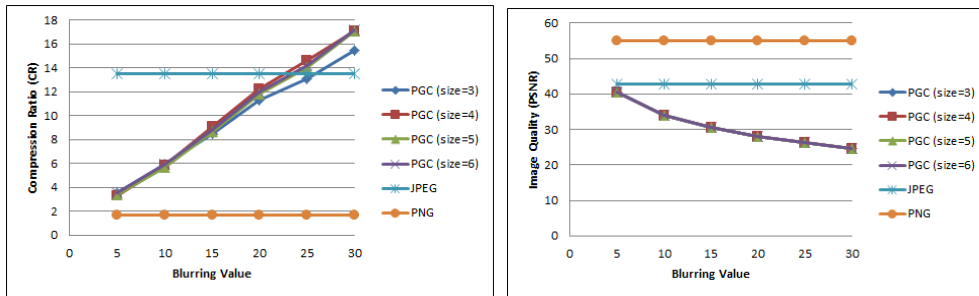 18
16
14
12
10
8
6
4
2
0
Compression Ratio (CR)
0 5 10 15 20 25 30
Blurring Value
PGC (size=3)
PGC (size=4)
PGC (size=5)
PGC (size=6)
JPEG
PNG
60
50
40
30
20
10
0
Image Quality (PSNR)
0 5 10 15 20 25 30
Blurring Value
PGC (size=3)
PGC (size=4)
PGC (size=5)
PGC (size=6)
JPEG
PNG